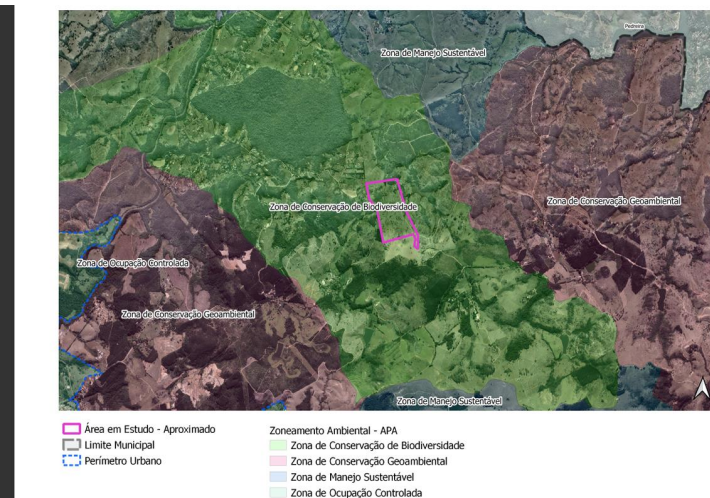 Pedreira
Zona de Manejo Sustentável
Zona de Conservação Geoambiental
Zona de Conservação de Biodiversidade
Zona de Ocupação Controlada
Zona de Conservação Geoambiental
Zona de Manejo Sustentável
Área em Estudo - Aproximado
Limite Municipal
Perímetro Urbano
Zoneamento Ambiental - APA
Zona de Conservação de Biodiversidade
Zona de Conservação Geoambiental
Zona de Manejo Sustentável
Zona de Ocupação Controlada